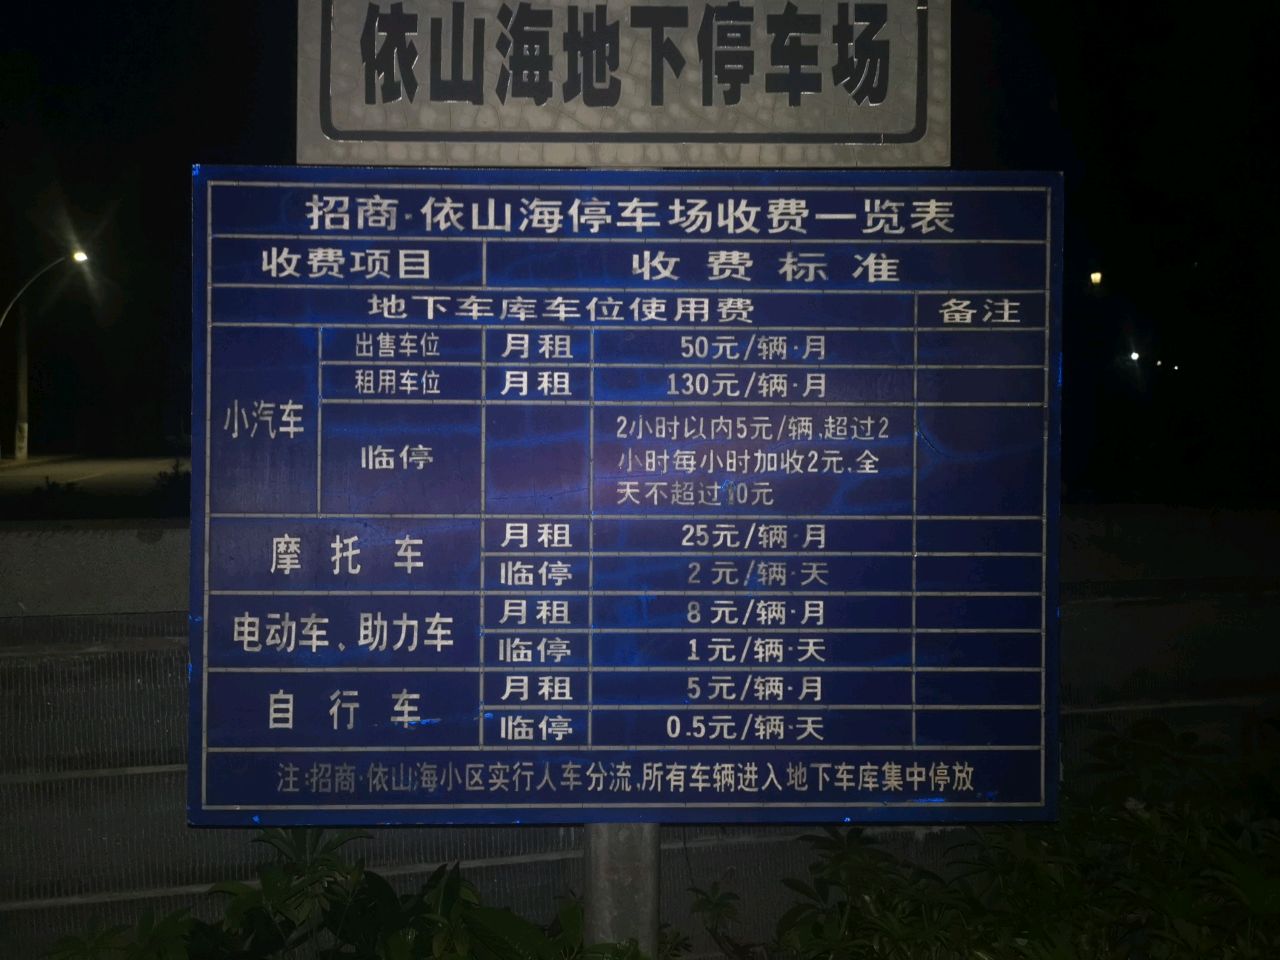 依山海地下停车场
招商·依山海停车场收费一览表
收费项目 收费标准
地下车库车位使用费 备注
小汽车 出售车位 月租 50元/辆·月
租用车位 月租 130元/辆·月
临停 2小时以内5元/辆,超过2
小时每小时加收2元,全
天不超过10元
摩托车 月租 25元/辆·月
临停 2元/辆·天
电动车、助力车 月租 8元/辆·月
临停 1元/辆·天
自行车 月租 5元/辆·月
临停 0.5元/辆·天
注:招商·依山海小区实行人车分流,所有车辆进入地下车库集中停放